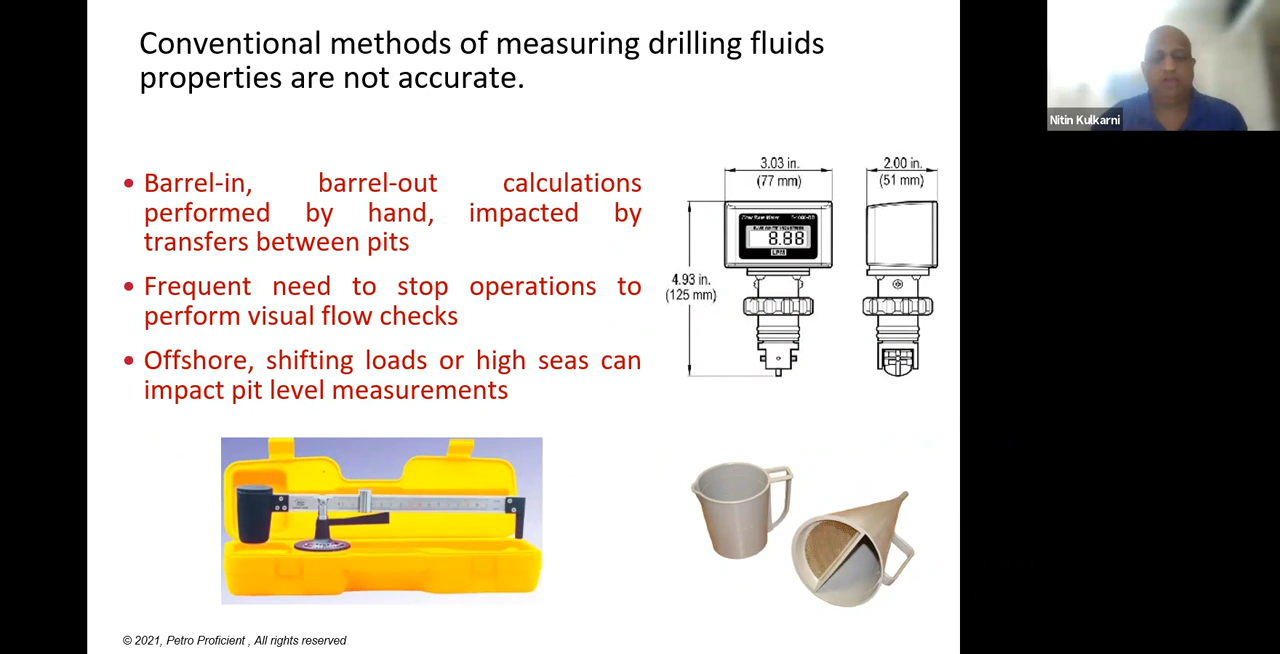 Conventional methods of measuring drilling fluids
properties are not accurate.
Nitin Kulkarni
• Barrel-in, barrel-out calculations
performed by hand, impacted by
transfers between pits
• Frequent need to stop operations to
perform visual flow checks
• Offshore, shifting loads or high seas can
impact pit level measurements
3.03 in.
(77 mm)
2.00 in.
(51 mm)
4.93 in.
(125 mm)
8.88
© 2021, Petro Proficient , All rights reserved